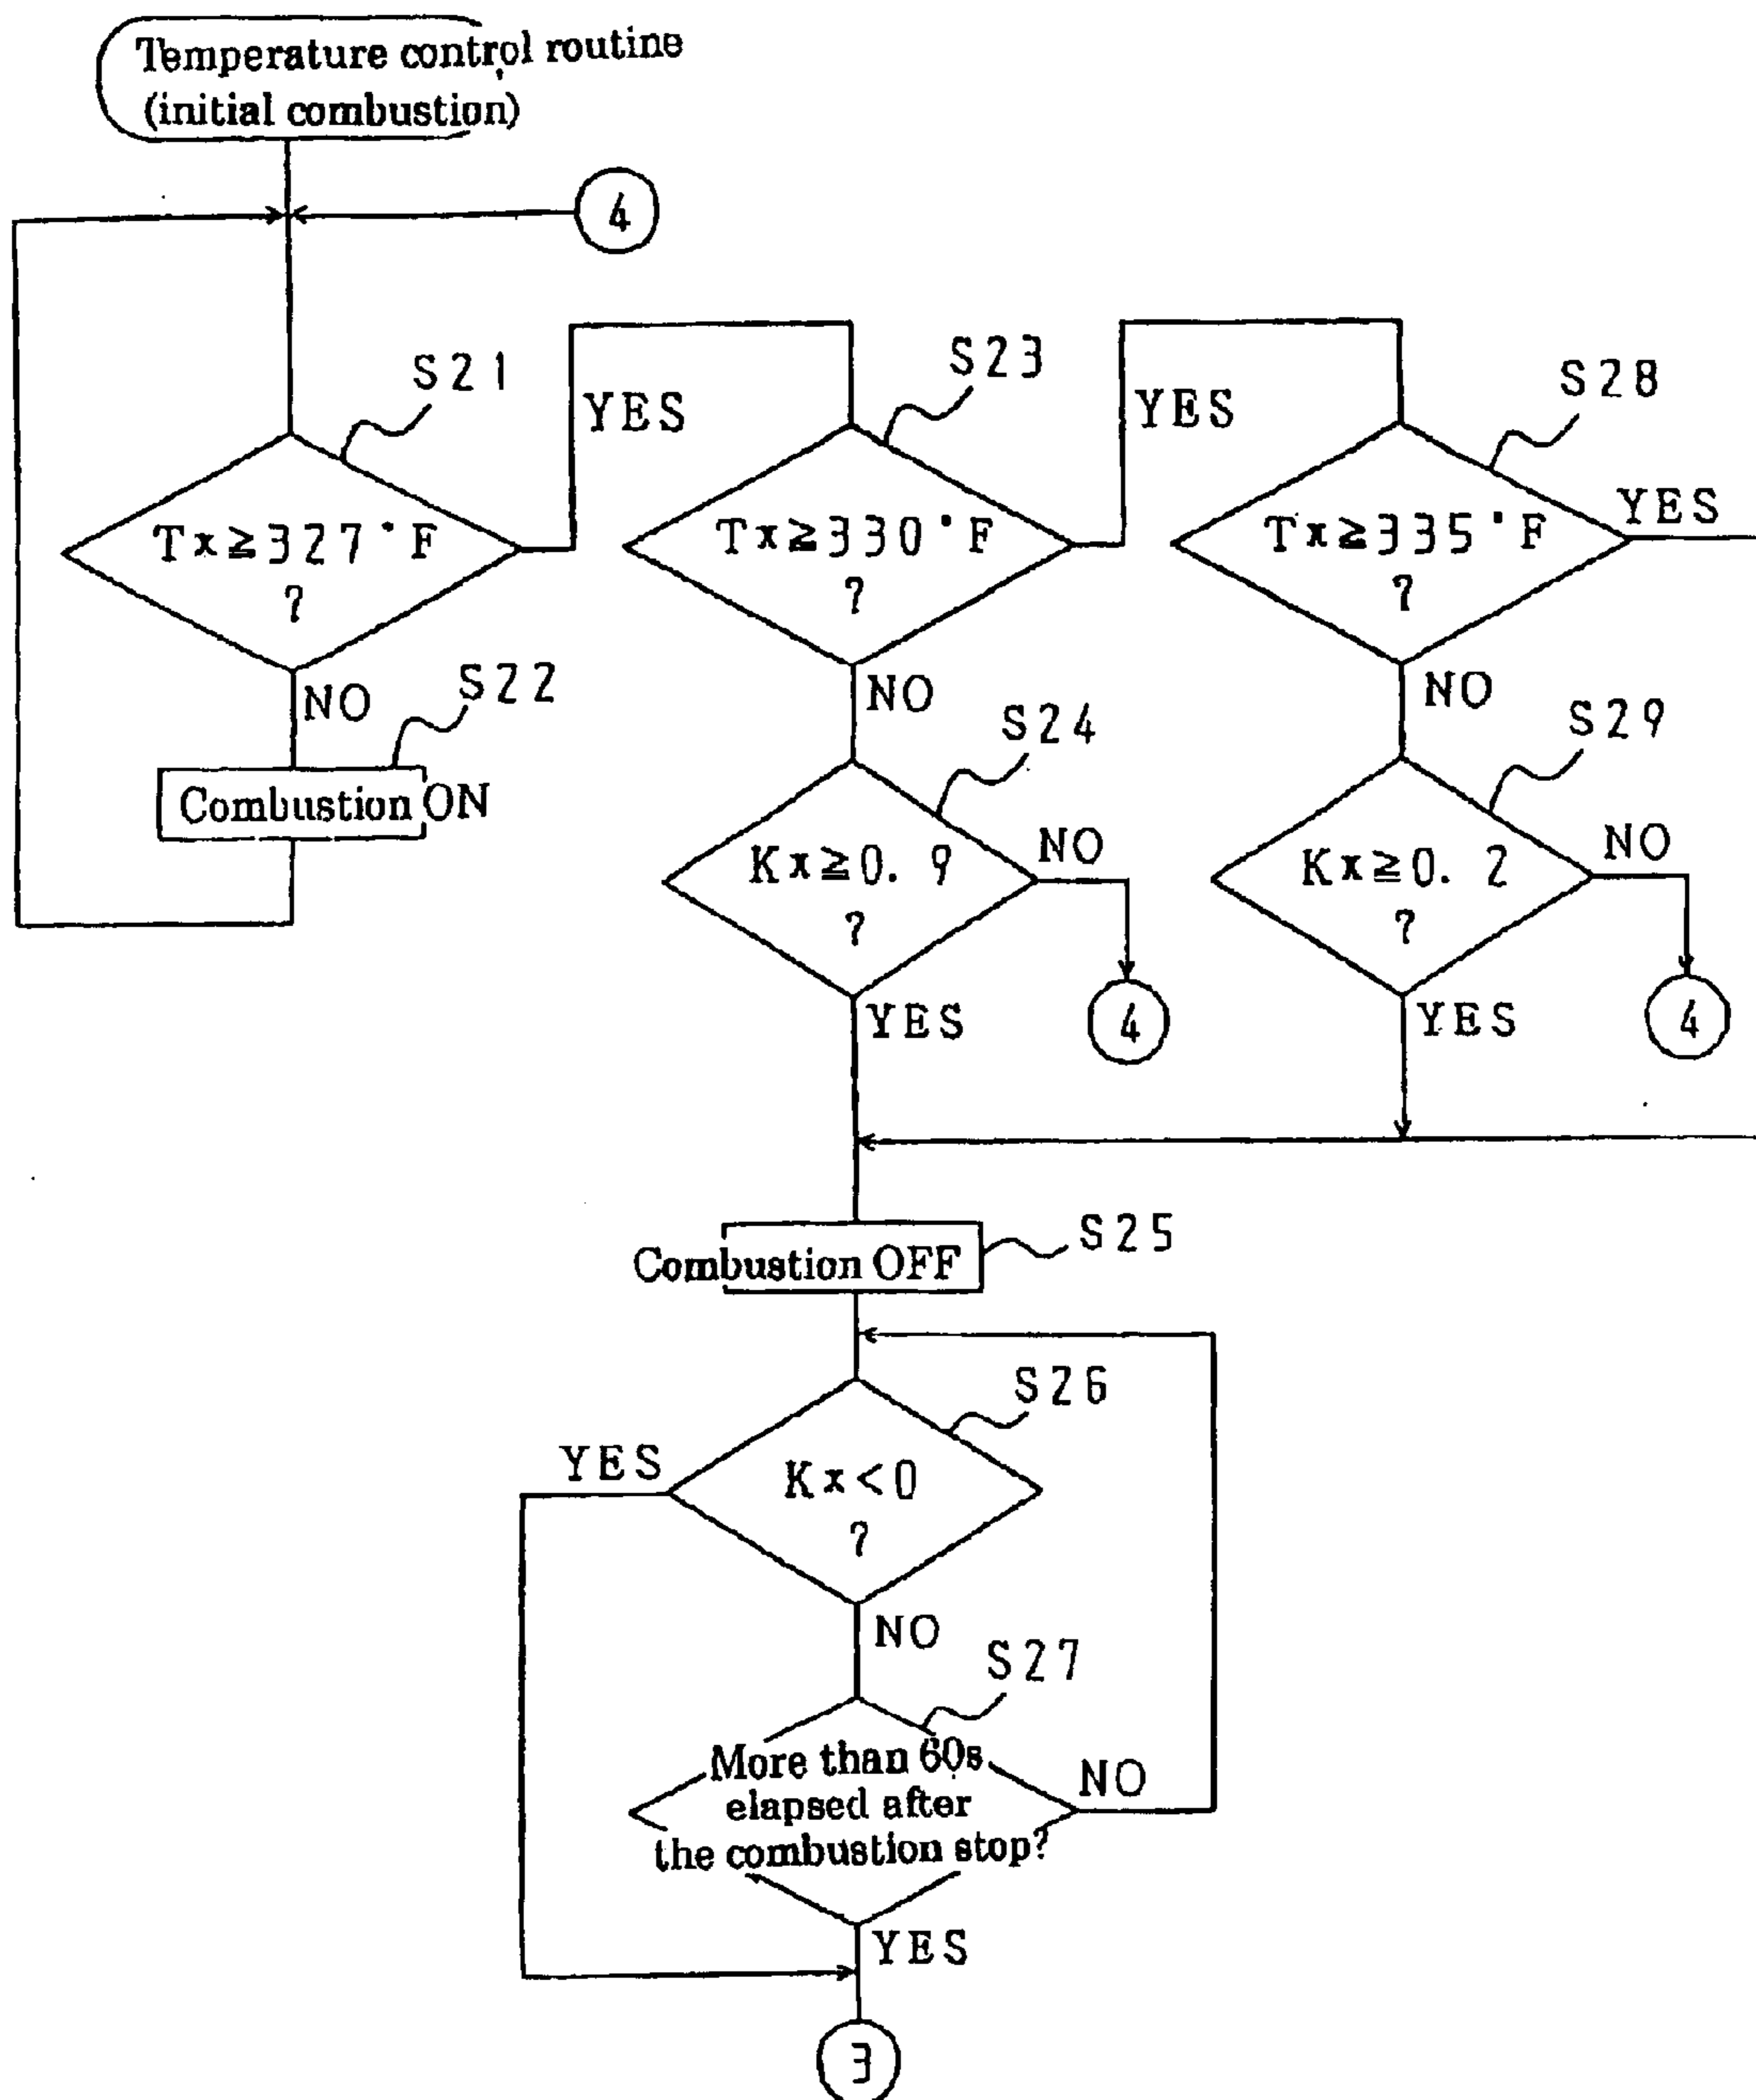 Temperature control routine
(initial combustion)
4
S21
YES
S23
YES
S28
Tx≧327°F
?
Tx≧330°F
?
Tx≧335°F
?
YES
NO
S22
Combustion ON
NO
S24
NO
S29
Kx≧0. 9
?
NO
Kx≧0. 2
?
NO
YES
4
YES
4
Combustion OFF
S25
S26
YES
Kx<0
?
NO
S27
More than 60s
elapsed after
the combustion stop?
NO
YES
3